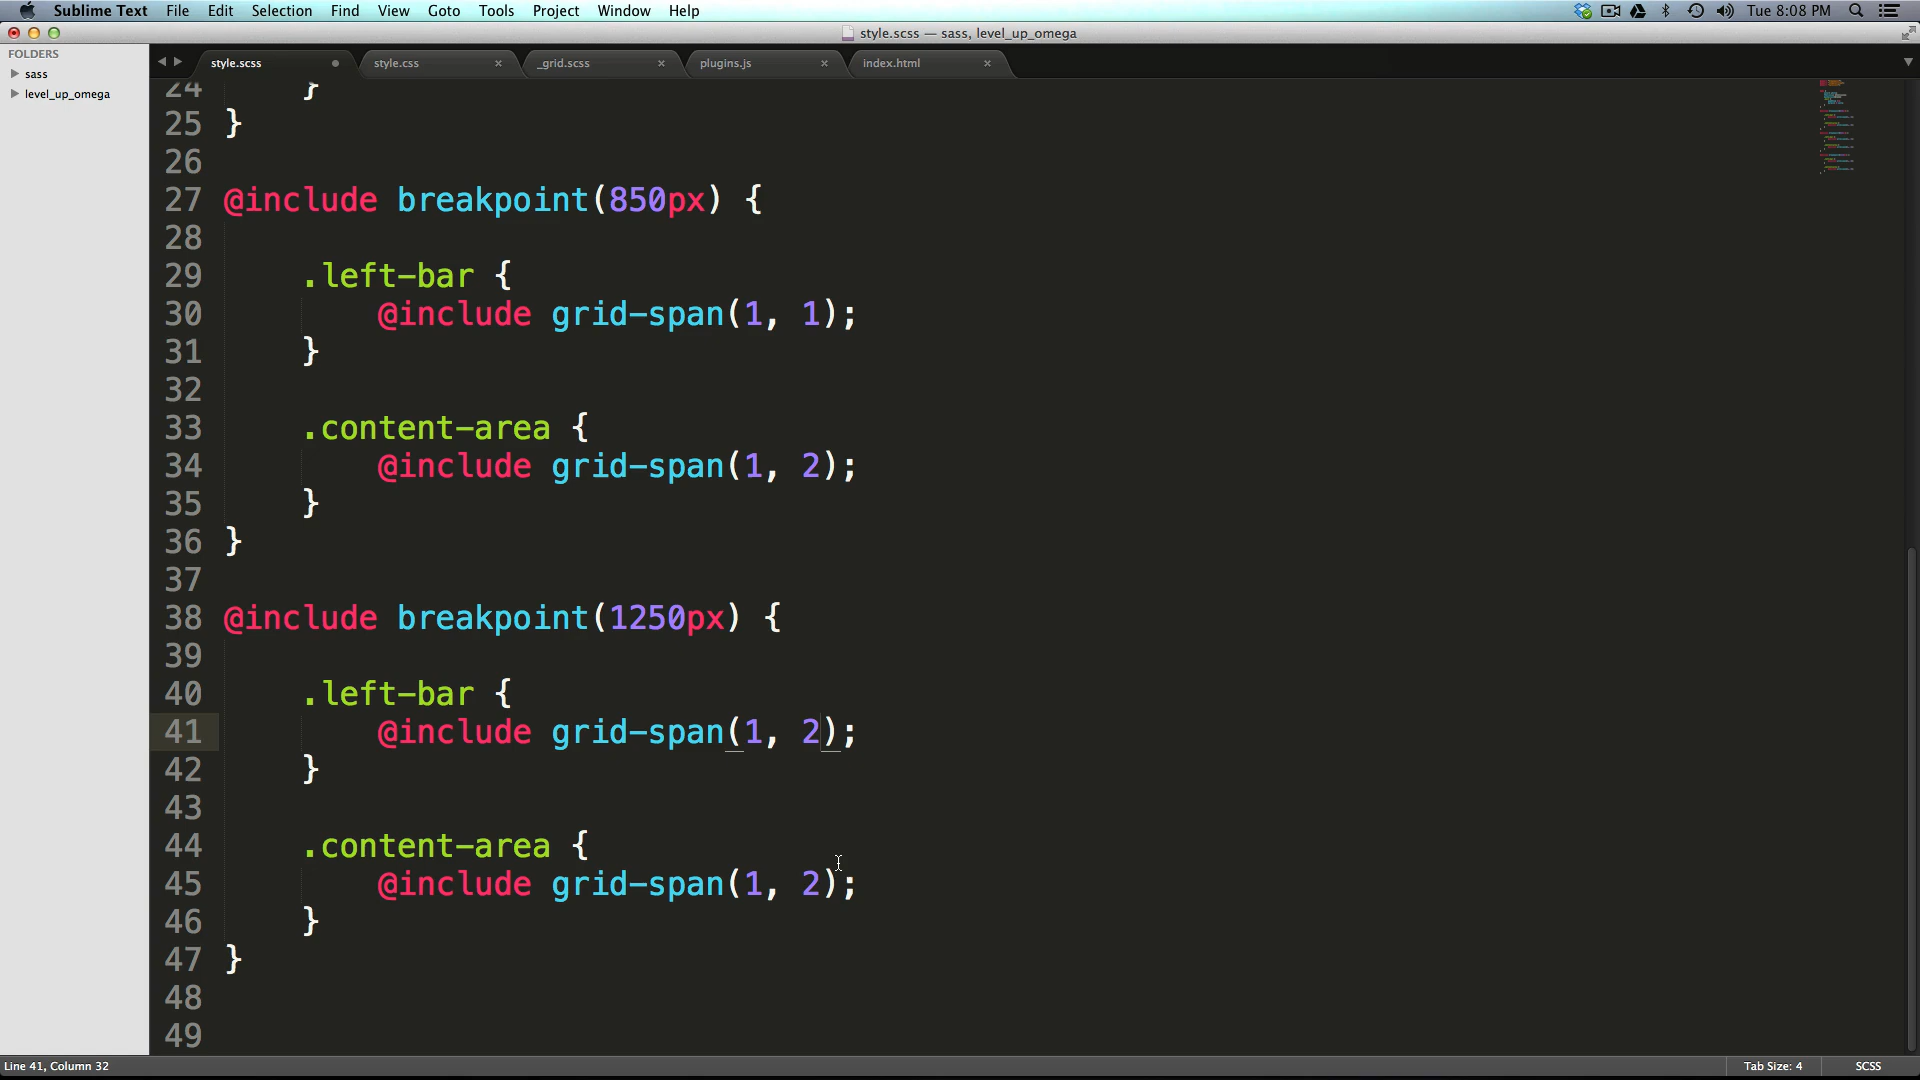 Sublime Text File Edit Selection Find View Goto Tools Project Window Help Tue 8:08 PM
style.scss — sass, level_up_omega
FOLDERS
sass
level_up_omega
style.scss style.css _grid.scss plugins.js index.html
24 }
25 }
26
27 @include breakpoint(850px) {
28
29 .left-bar {
30 @include grid-span(1, 1);
31 }
32
33 .content-area {
34 @include grid-span(1, 2);
35 }
36 }
37
38 @include breakpoint(1250px) {
39
40 .left-bar {
41 @include grid-span(1, 2);
42 }
43
44 .content-area {
45 @include grid-span(1, 2);
46 }
47 }
48
49
Line 41, Column 32 Tab Size: 4 SCSS